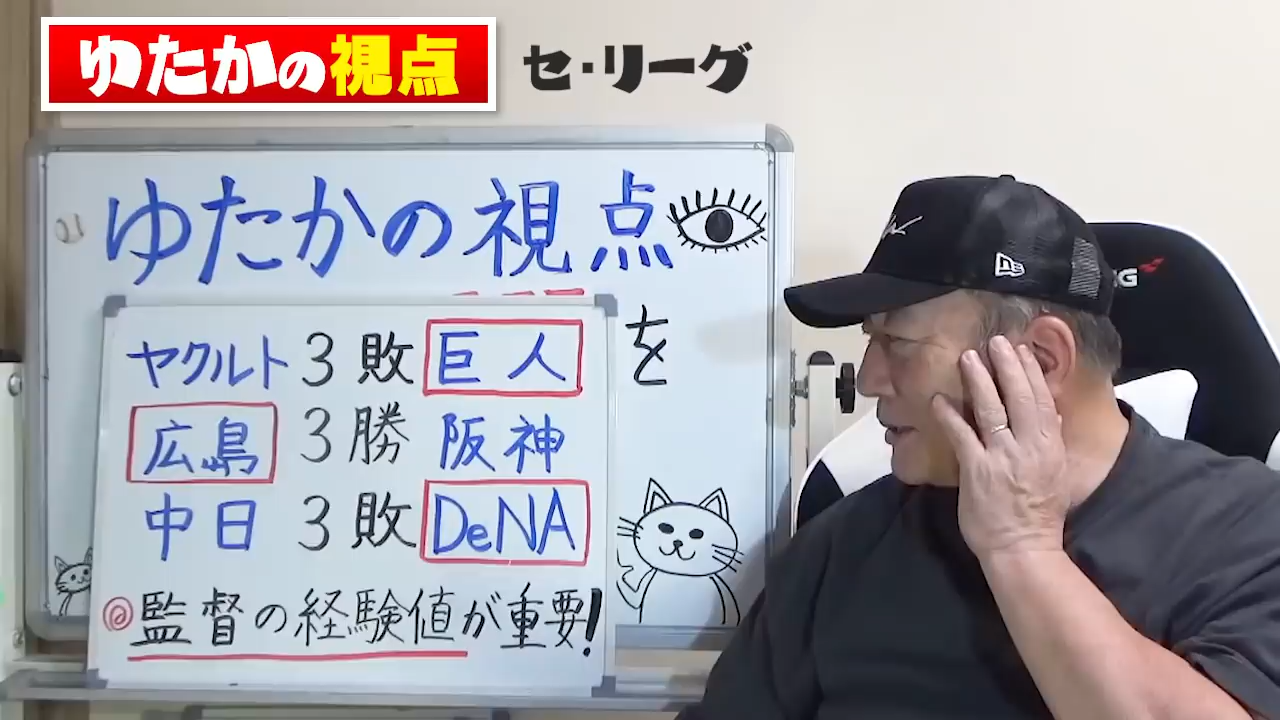 ゆたかの視点 セ・リーグ
ゆたかの視点
を
ヤクルト 3敗 巨人
広島 3勝 阪神
中日 3敗 DeNA
◎監督の経験値が重要!